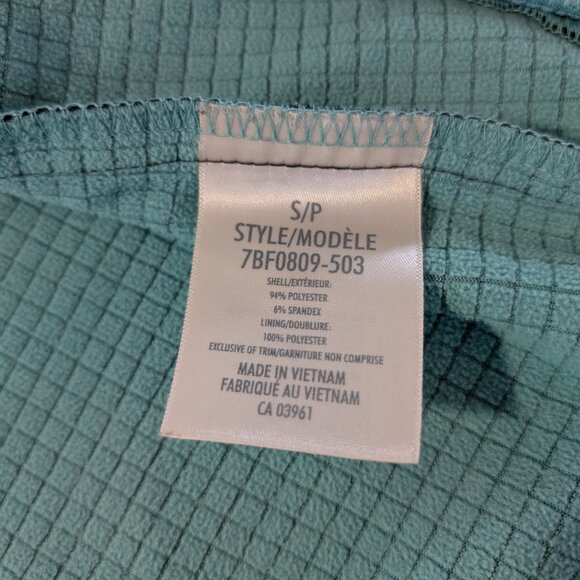 S/P
STYLE/MODÈLE
7BF0809-503
SHELL/EXTÉRIEUR:
94% POLYESTER
6% SPANDEX
LINING/DOUBLURE:
100% POLYESTER
EXCLUSIVE OF TRIM/GARNITURE NON COMPRISE
MADE IN VIETNAM
FABRIQUÉ AU VIETNAM
CA 03961